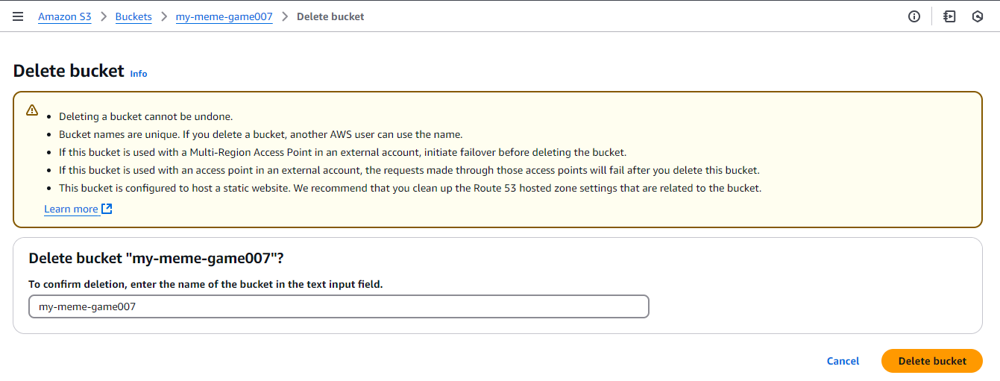 Amazon S3 > Buckets > my-meme-game007 > Delete bucket
Delete bucket Info
• Deleting a bucket cannot be undone.
• Bucket names are unique. If you delete a bucket, another AWS user can use the name.
• If this bucket is used with a Multi-Region Access Point in an external account, initiate failover before deleting the bucket.
• If this bucket is used with an access point in an external account, the requests made through those access points will fail after you delete this bucket.
• This bucket is configured to host a static website. We recommend that you clean up the Route 53 hosted zone settings that are related to the bucket.
Learn more
Delete bucket "my-meme-game007"?
To confirm deletion, enter the name of the bucket in the text input field.
my-meme-game007
Cancel Delete bucket